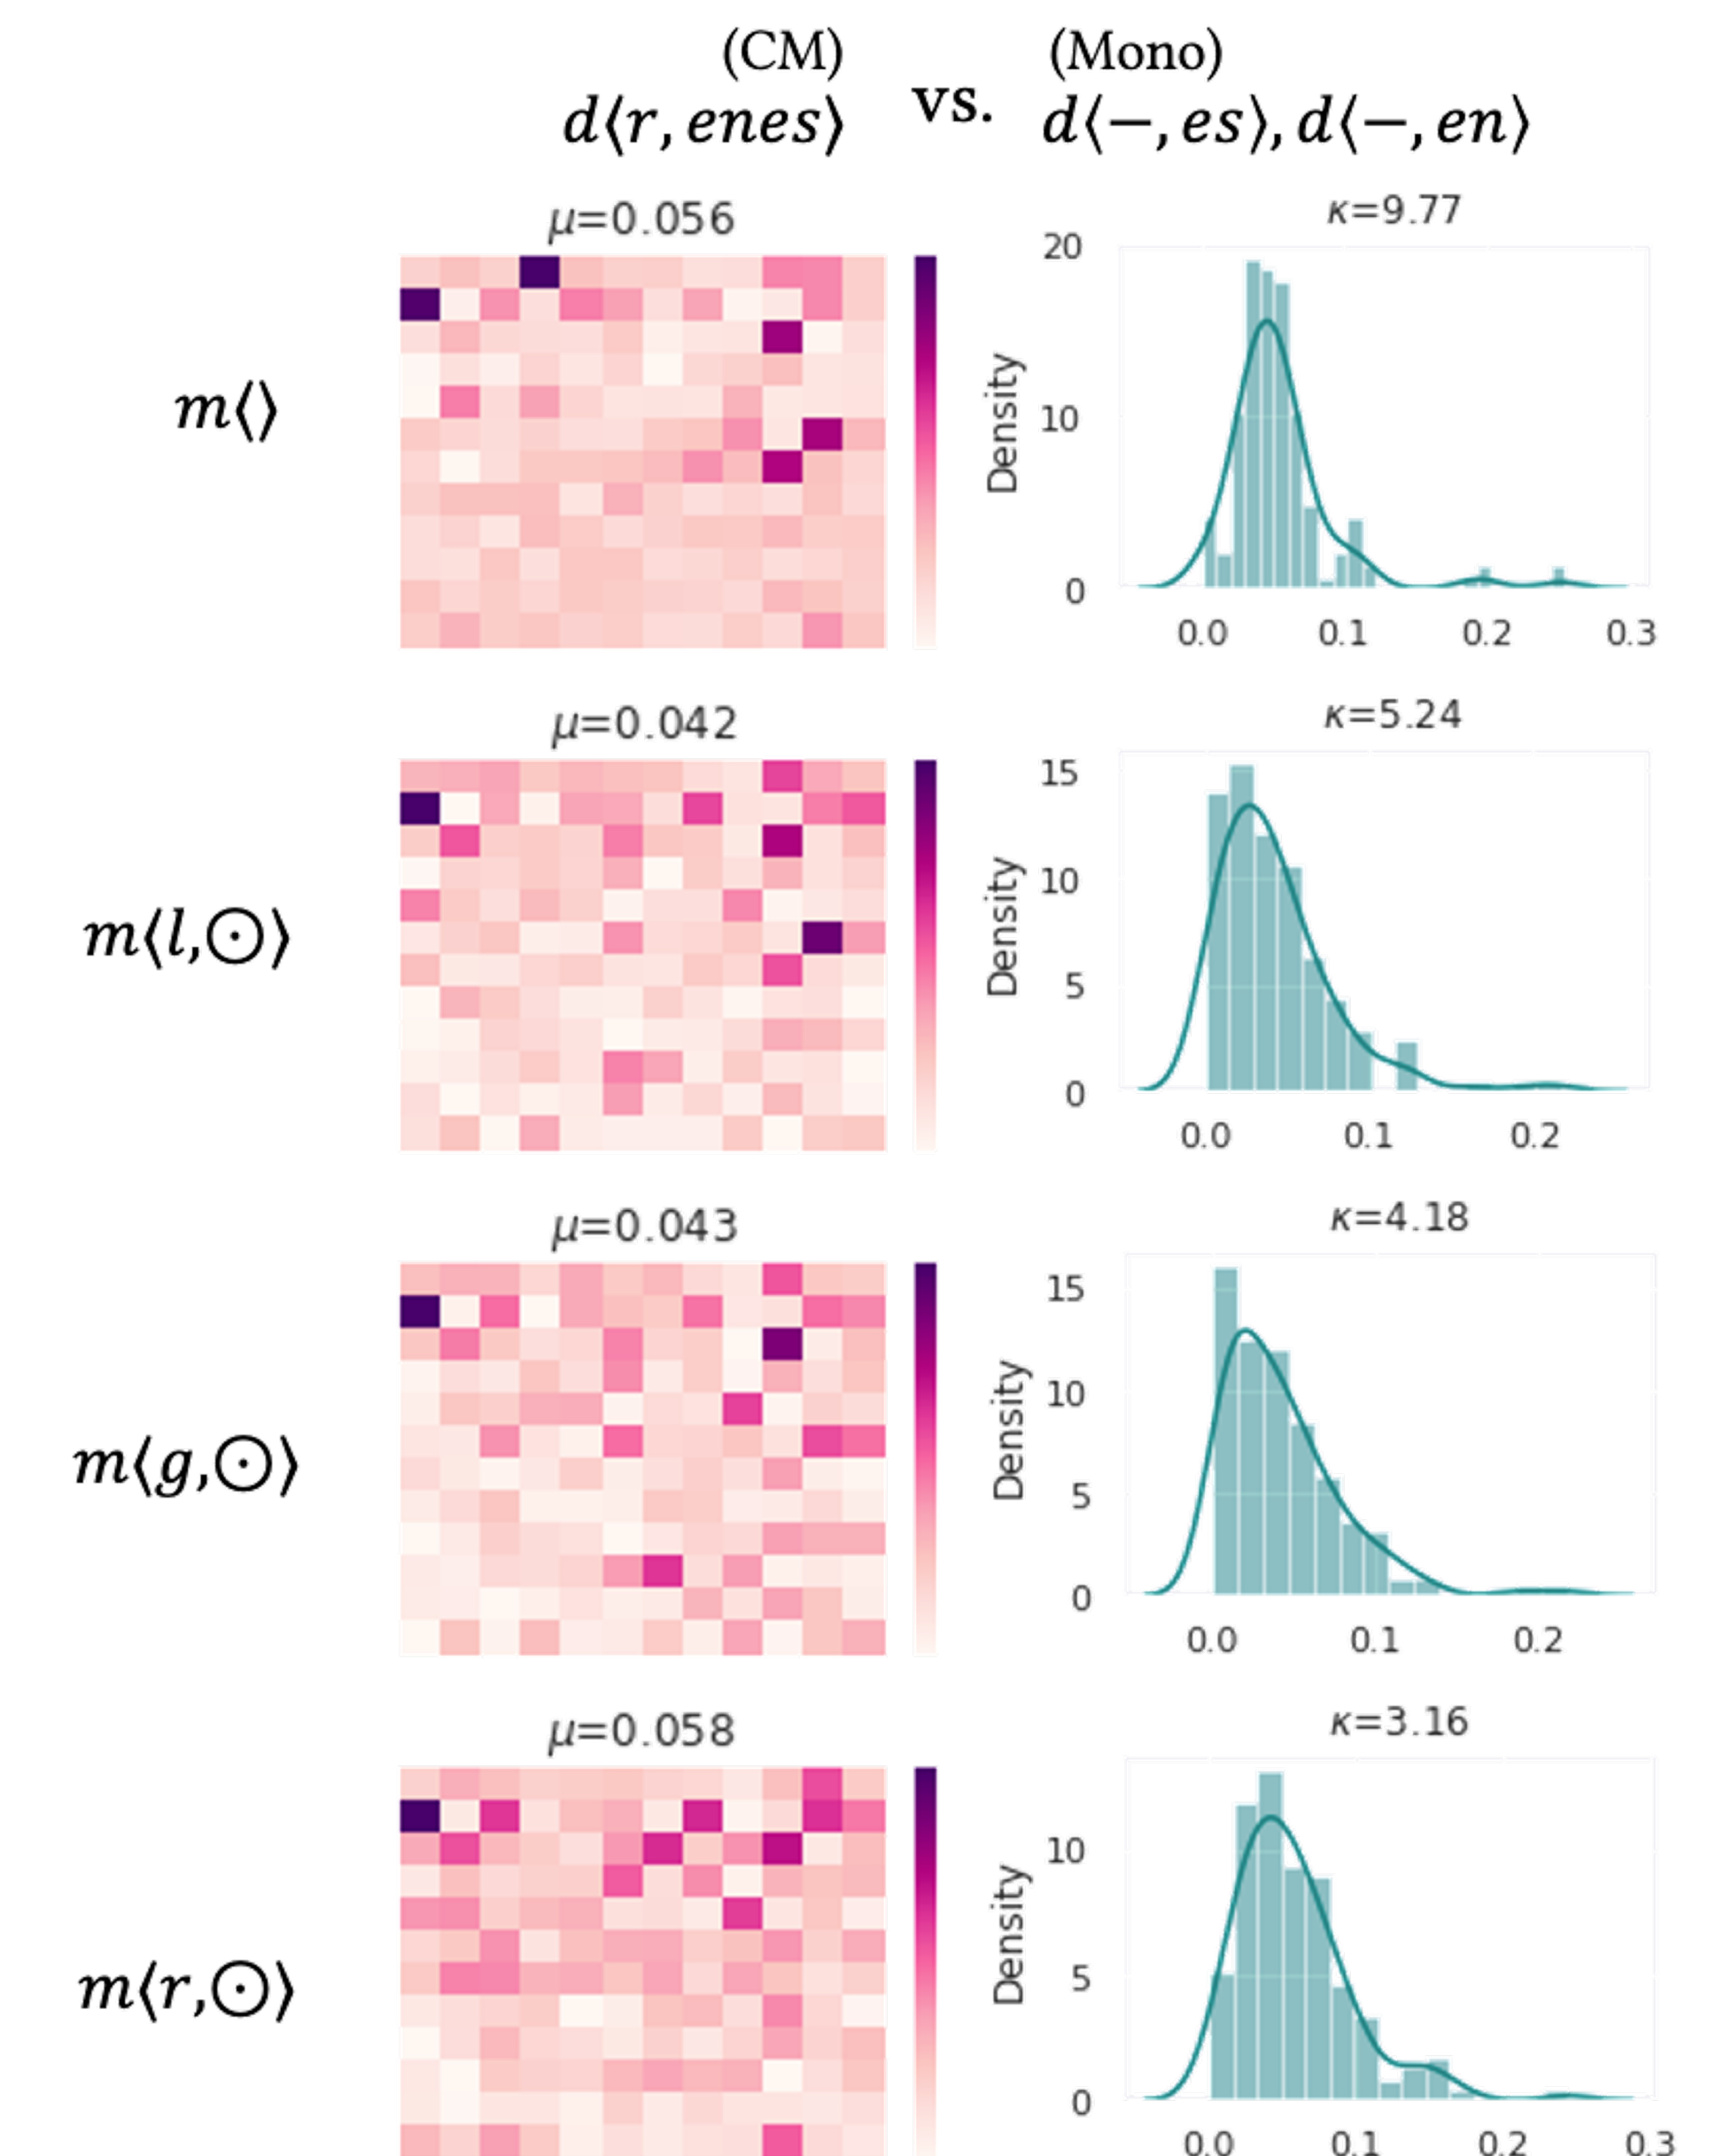 (CM) (Mono)
d⟨r, enes⟩ vs. d⟨−, es⟩, d⟨−, en⟩
m⟨⟩
μ=0.056
κ=9.77
Density
20
10
0
0.0 0.1 0.2 0.3
m⟨l,⊙⟩
μ=0.042
κ=5.24
Density
15
10
5
0
0.0 0.1 0.2
m⟨g,⊙⟩
μ=0.043
κ=4.18
Density
15
10
5
0
0.0 0.1 0.2
m⟨r,⊙⟩
μ=0.058
κ=3.16
Density
10
5
0
0.0 0.1 0.2 0.3